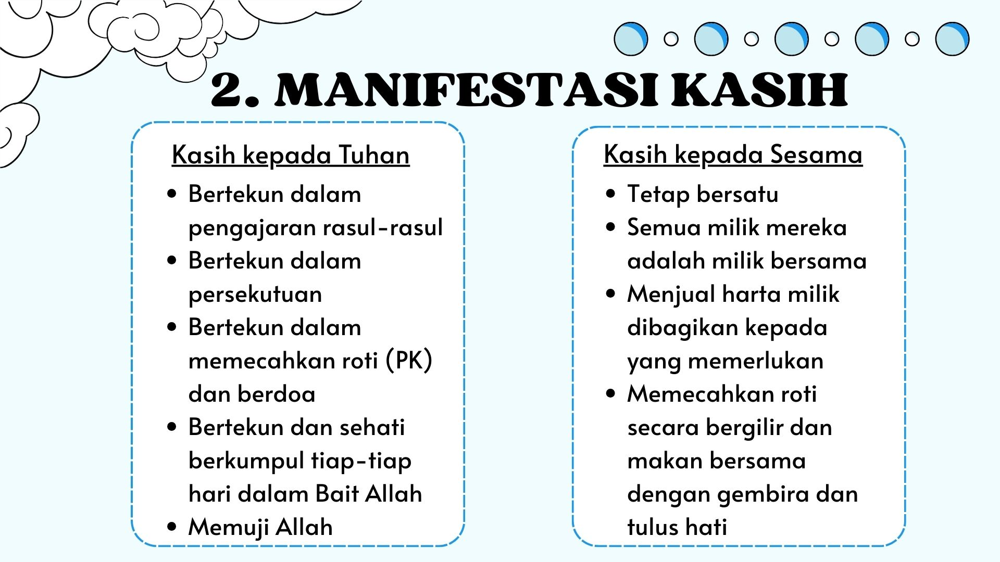 2. MANIFESTASI KASIH
Kasih kepada Tuhan
• Bertekun dalam
pengajaran rasul-rasul
• Bertekun dalam
persekutuan
• Bertekun dalam
memecahkan roti (PK)
dan berdoa
• Bertekun dan sehati
berkumpul tiap-tiap
hari dalam Bait Allah
• Memuji Allah
Kasih kepada Sesama
• Tetap bersatu
• Semua milik mereka
adalah milik bersama
• Menjual harta milik
dibagikan kepada
yang memerlukan
• Memecahkan roti
secara bergilir dan
makan bersama
dengan gembira dan
tulus hati